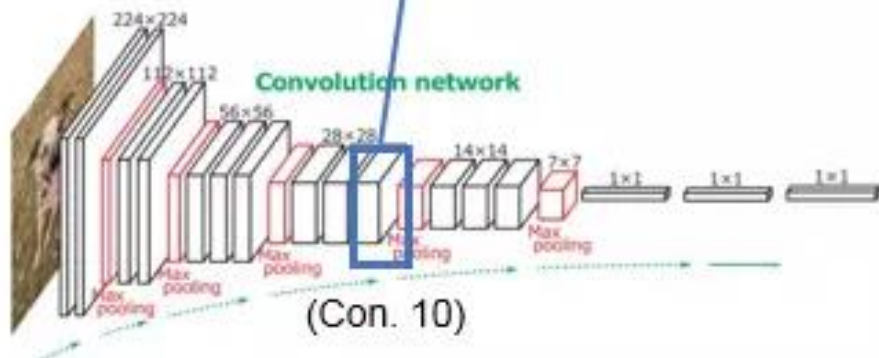 224×224
112×112
Convolution network
56×56
28×28
14×14
7×7
1×1
1×1
1×1
Max
pooling
Max
pooling
Max
pooling
Max
pooling
Max
pooling
(Con. 10)